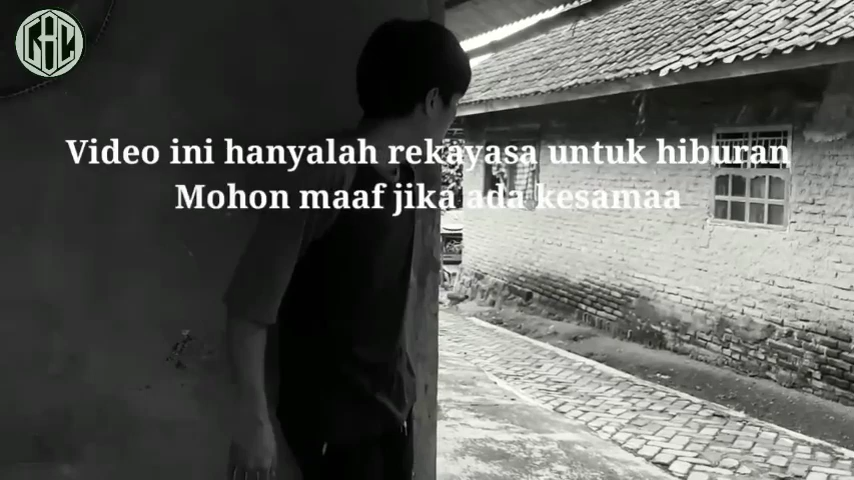 Video ini hanyalah rekayasa untuk hiburan
Mohon maaf jika ada kesamaa